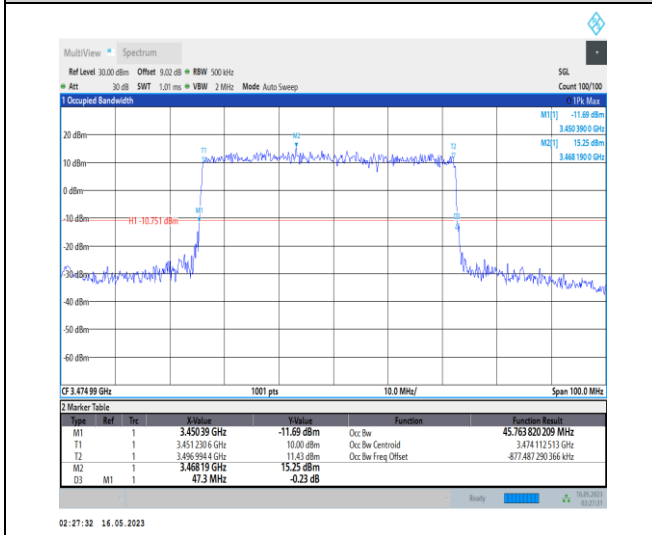 MultiView Spectrum
Ref Level 30.00 dBm Offset 9.02 dB RBW 500 kHz SGL
Att 30 dB SWT 1.01 ms VBW 2 MHz Mode Auto Sweep Count 100/100
1 Occupied Bandwidth 1Pk Max
M1[1] -11.69 dBm
3.450 390 0 GHz
M2[1] 15.25 dBm
3.468 190 0 GHz
20 dBm
M2
T1
T2
10 dBm
0 dBm
M1
-10 dBm
H1 -10.751 dBm
D3
-20 dBm
-30 dBm
-40 dBm
-50 dBm
-60 dBm
CF 3.474 99 GHz 1001 pts 10.0 MHz/ Span 100.0 MHz
2 Marker Table
Type Ref Trc X-Value Y-Value Function Function Result
M1 1 3.45039 GHz -11.69 dBm Occ Bw 45.763 820 209 MHz
T1 1 3.451 230 6 GHz 10.00 dBm Occ Bw Centroid 3.474 112 513 GHz
T2 1 3.496 994 4 GHz 11.43 dBm Occ Bw Freq Offset -877.487 290 366 kHz
M2 1 3.46819 GHz 15.25 dBm
D3 M1 1 47.3 MHz -0.23 dB
Ready 16.05.2023
02:27:31
02:27:32 16.05.2023